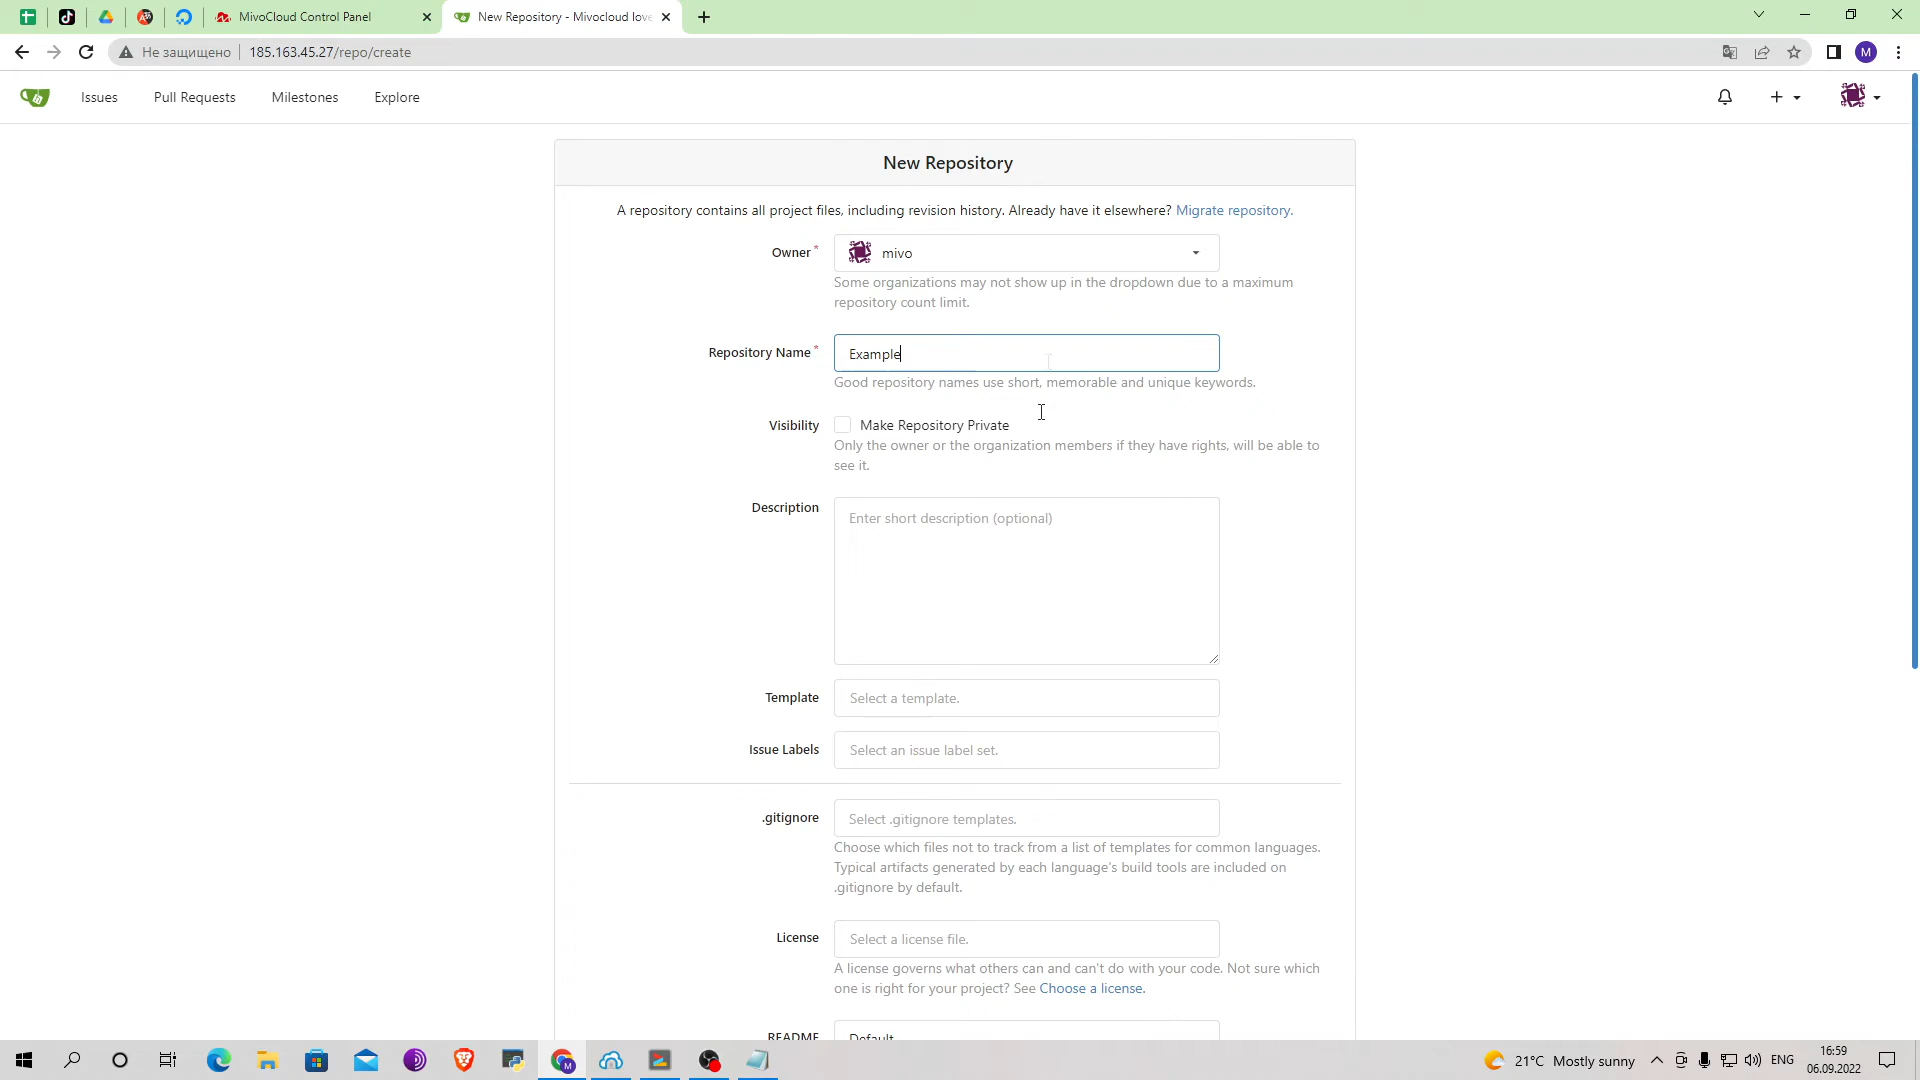 MivoCloud Control Panel
New Repository - Mivocloud love
Не защищено
185.163.45.27/repo/create
M
Issues
Pull Requests
Milestones
Explore
New Repository
A repository contains all project files, including revision history. Already have it elsewhere? Migrate repository.
Owner*
mivo
Some organizations may not show up in the dropdown due to a maximum
repository count limit.
Repository Name*
Example
Good repository names use short, memorable and unique keywords.
Visibility
Make Repository Private
Only the owner or the organization members if they have rights, will be able to
see it.
Description
Enter short description (optional)
Template
Select a template.
Issue Labels
Select an issue label set.
.gitignore
Select .gitignore templates.
Choose which files not to track from a list of templates for common languages.
Typical artifacts generated by each language's build tools are included on
.gitignore by default.
License
Select a license file.
A license governs what others can and can't do with your code. Not sure which
one is right for your project? See Choose a license.
README
Default
21°C Mostly sunny
ENG
16:59
06.09.2022